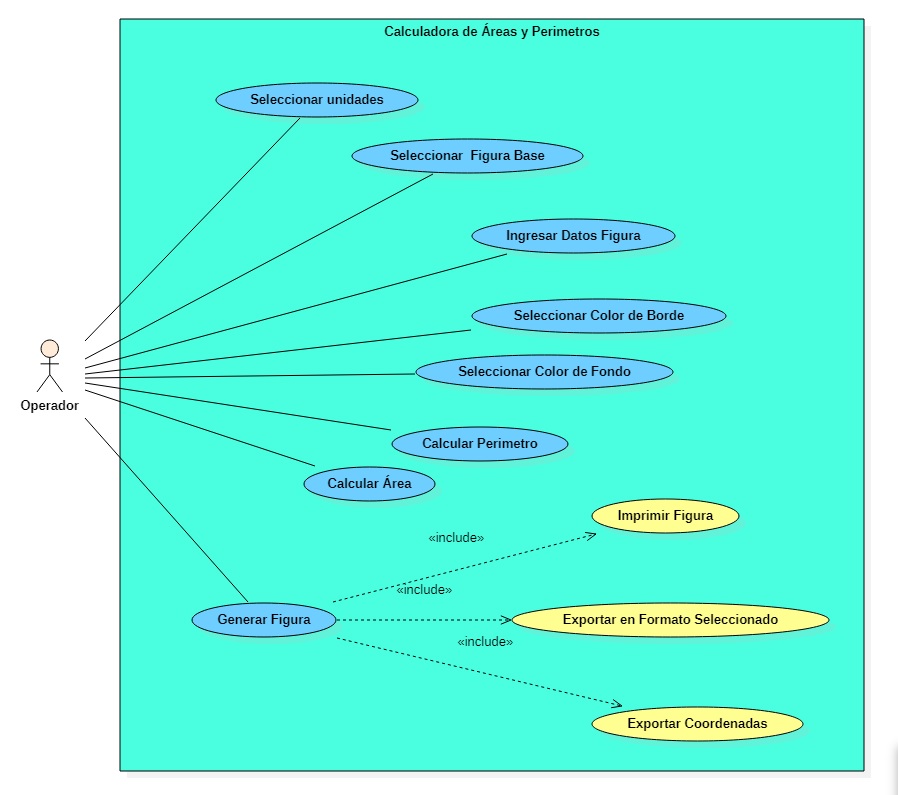 Calculadora de Áreas y Perimetros
Seleccionar unidades
Seleccionar  Figura Base
Ingresar Datos Figura
Seleccionar Color de Borde
Seleccionar Color de Fondo
Operador
Calcular Perimetro
Calcular Área
Imprimir Figura
«include»
«include»
Generar Figura
Exportar en Formato Seleccionado
«include»
Exportar Coordenadas